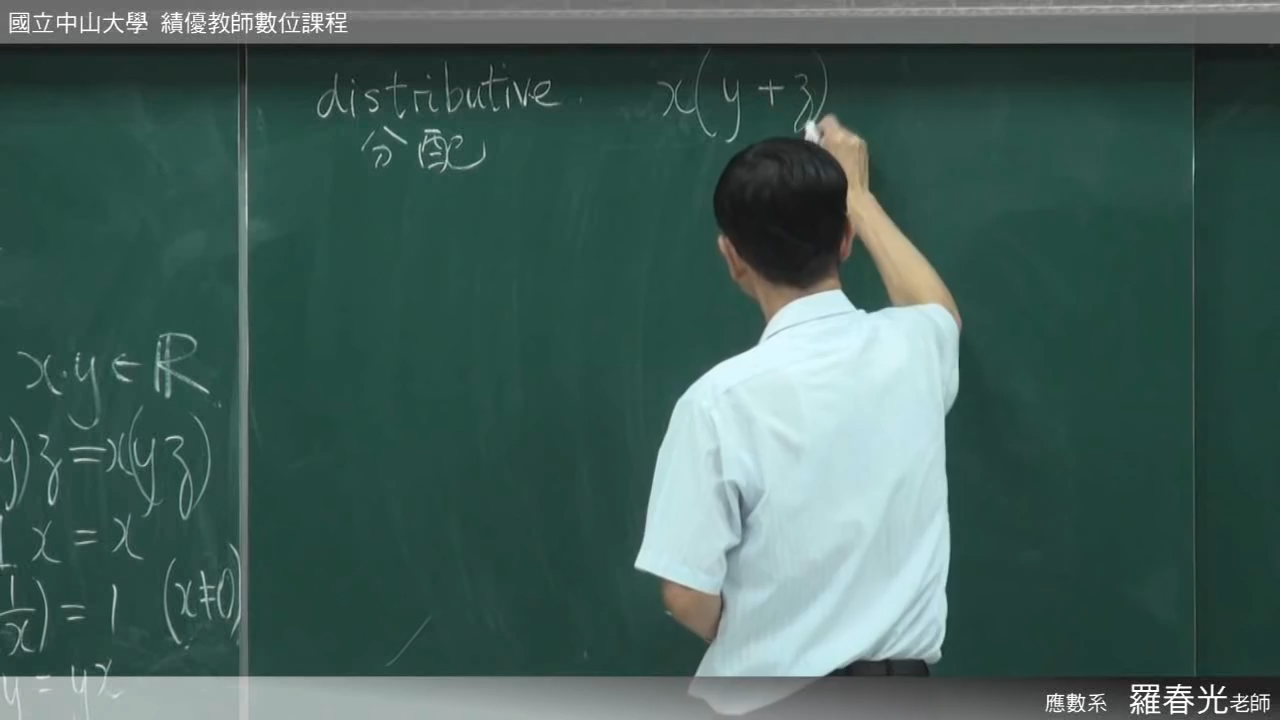 國立中山大學 績優教師數位課程
distributive. x(y+z)
分配
x.y∈ℝ
y)z=x(yz)
1 x = x
1/x) = 1 (x≠0)
y = yx
應數系 羅春光老師